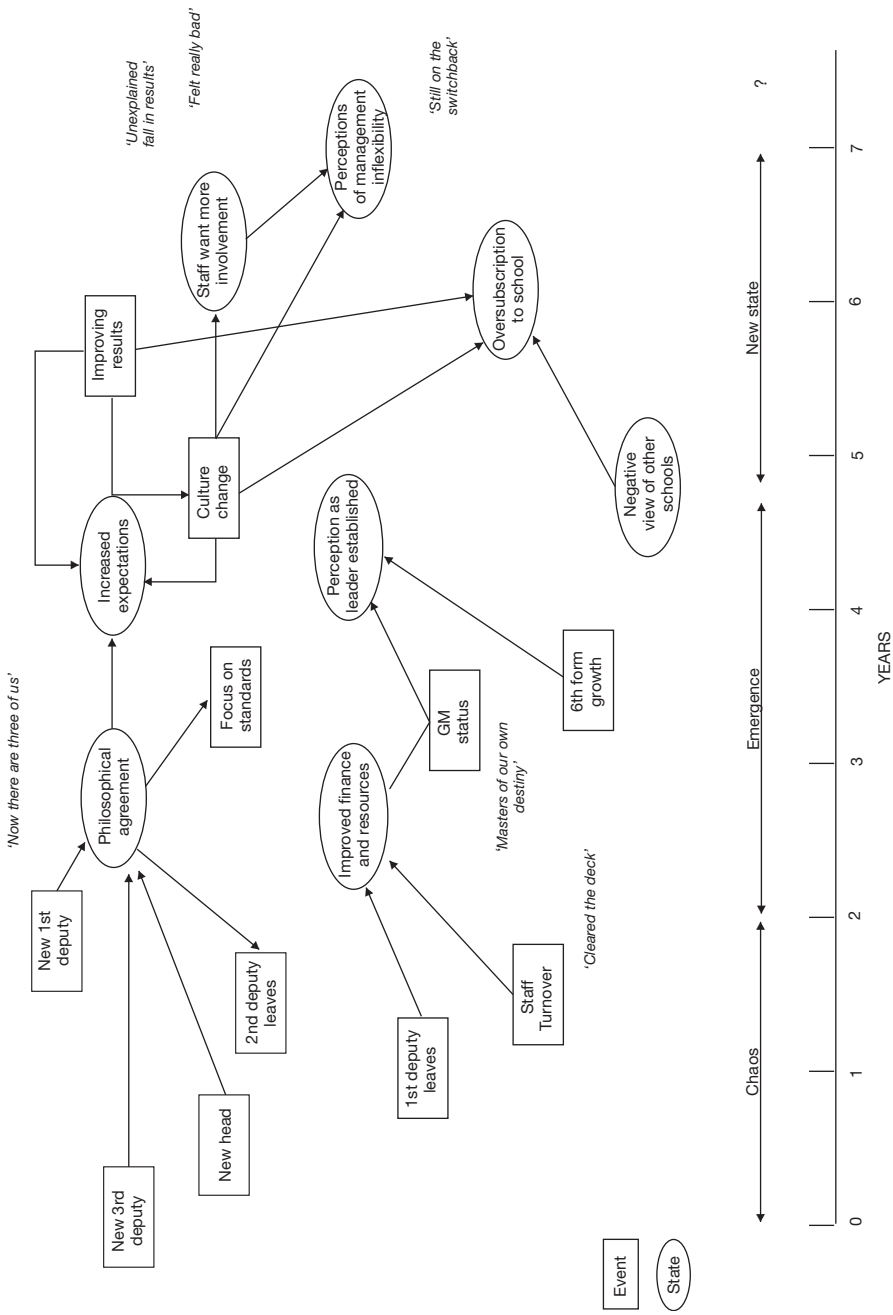 'Now there are three of us'
'Unexplained
fall in results'
'Felt really bad'
New 1st
deputy
New 3rd
deputy
New head
2nd deputy
leaves
Philosophical
agreement
Focus on
standards
Increased
expectations
Improving
results
Culture
change
Staff want more
involvement
Perceptions
of management
inflexibility
'Still on the
switchback'
1st deputy
leaves
Staff
Turnover
'Cleared the deck'
Improved finance
and resources
GM
status
'Masters of our own
destiny'
6th form
growth
Perception as
leader established
Negative
view of other
schools
Oversubscription
to school
Event
State
Chaos
Emergence
New state
?
0
1
2
3
4
5
6
7
YEARS